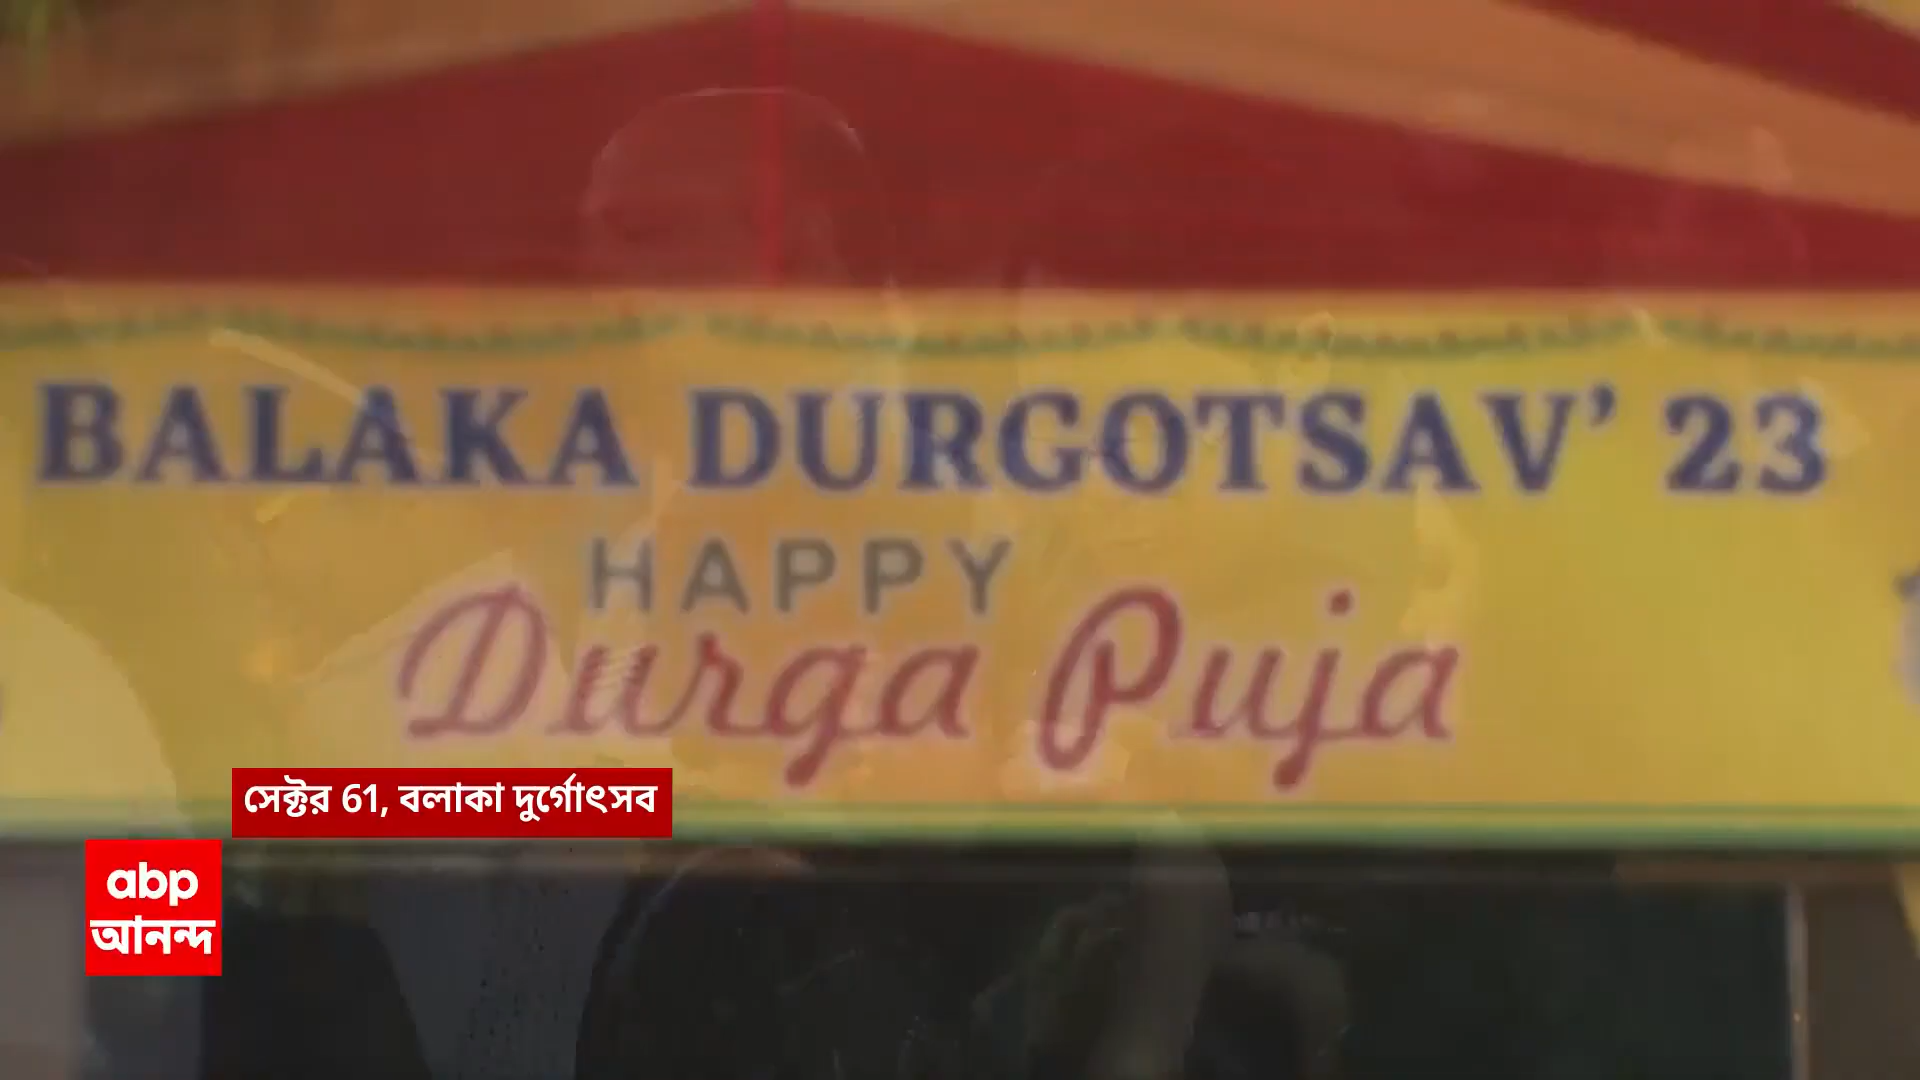 BALAKA DURGOTSAV' 23
HAPPY
Durga Puja
সেক্টর 61, বলাকা দুর্গোৎসব
abp
আনন্দ